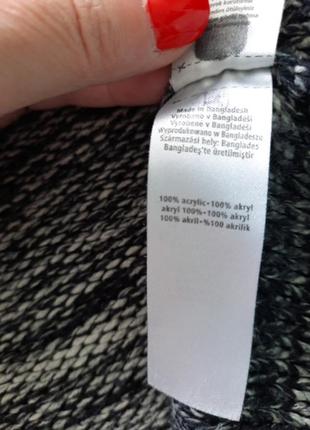 Made in Bangladesh
Vyrobeno v Bangladéši
Vyrobené v Bangladéši
Wyprodukowano w Bangladeszu
Származási hely: Banglades
Bangladeş'te üretilmiştir
100% acrylic•100% akryl
akryl 100%•100% akryl
100% akril•%100 akrilik